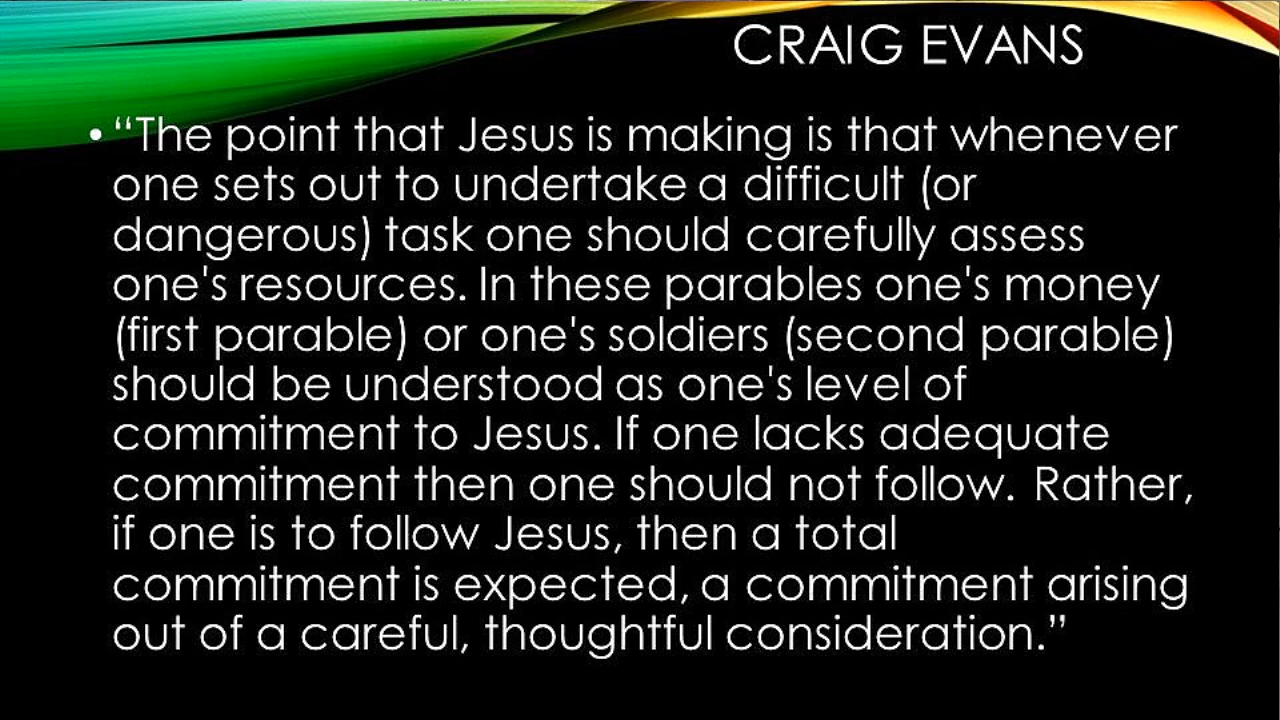 CRAIG EVANS
• “The point that Jesus is making is that whenever
one sets out to undertake a difficult (or
dangerous) task one should carefully assess
one's resources. In these parables one's money
(first parable) or one's soldiers (second parable)
should be understood as one's level of
commitment to Jesus. If one lacks adequate
commitment then one should not follow. Rather,
if one is to follow Jesus, then a total
commitment is expected, a commitment arising
out of a careful, thoughtful consideration.”